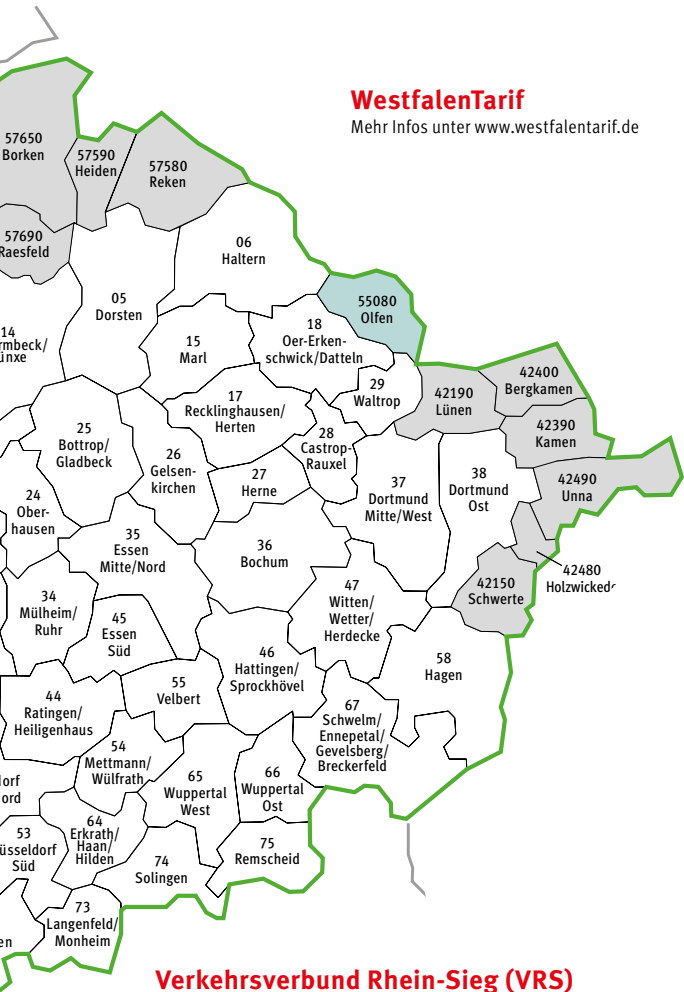 WestfalenTarif
Mehr Infos unter www.westfalentarif.de
57650
Borken
57590
Heiden
57580
Reken
57690
Raesfeld
06
Haltern
55080
Olfen
05
Dorsten
14
15
Marl
18
Oer-Erken-
schwick/Datteln
29
Waltrop
42190
Lünen
42400
Bergkamen
42390
Kamen
42490
Unna
42480
42150
Schwerte
17
Recklinghausen/
Herten
25
Bottrop/
Gladbeck
26
Gelsen-
kirchen
28
Castrop-
Rauxel
27
Herne
37
Dortmund
Mitte/West
38
Dortmund
Ost
24
Ober-
hausen
35
Essen
Mitte/Nord
36
Bochum
47
Witten/
Wetter/
Herdecke
34
Mülheim/
Ruhr
45
Essen
Süd
46
Hattingen/
Sprockhövel
58
Hagen
44
Ratingen/
Heiligenhaus
55
Velbert
67
Schwelm/
Ennepetal/
Gevelsberg/
Breckerfeld
54
Mettmann/
Wülfrath
65
Wuppertal
West
66
Wuppertal
Ost
53
Süd
64
Erkrath/
Haan/
Hilden
74
Solingen
75
Remscheid
73
Langenfeld/
Monheim
Verkehrsverbund Rhein-Sieg (VRS)